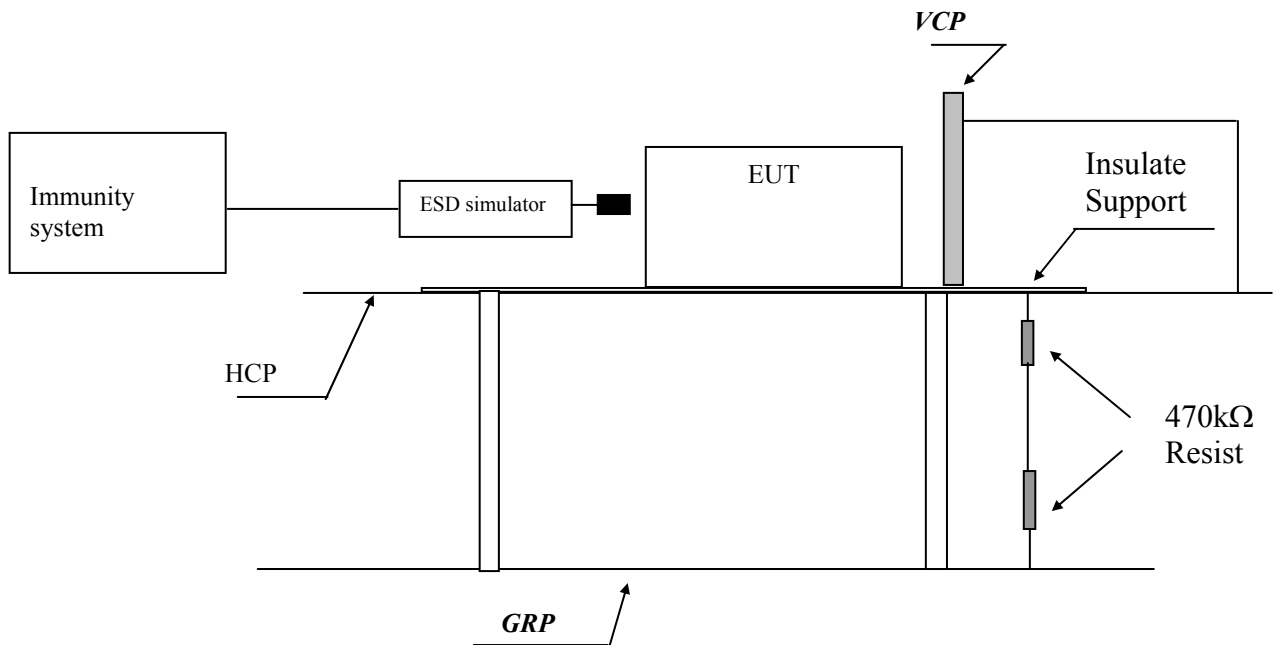 VCP
Immunity
system
ESD simulator
EUT
Insulate
Support
HCP
470kΩ
Resist
GRP